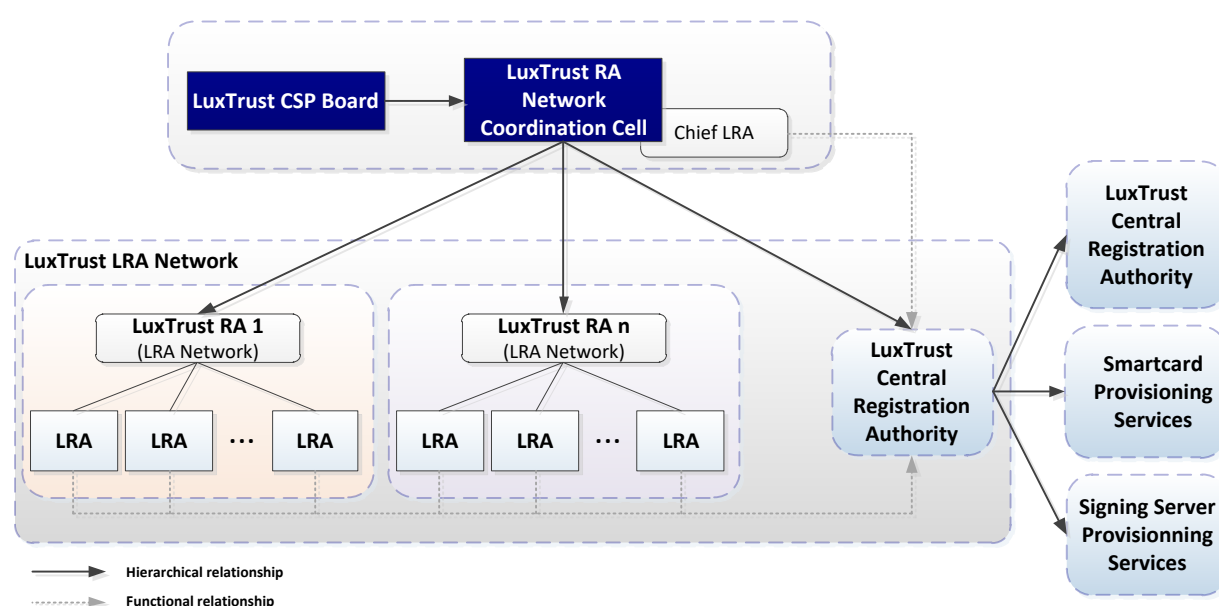 LuxTrust CSP Board
LuxTrust RA
Network
Coordination Cell
Chief LRA
LuxTrust LRA Network
LuxTrust RA 1
(LRA Network)
LRA
LRA
...
LRA
LuxTrust RA n
(LRA Network)
LRA
LRA
...
LRA
LuxTrust
Central
Registration
Authority
LuxTrust
Central
Registration
Authority
Smartcard
Provisioning
Services
Signing Server
Provisionning
Services
Hierarchical relationship
Functional relationship